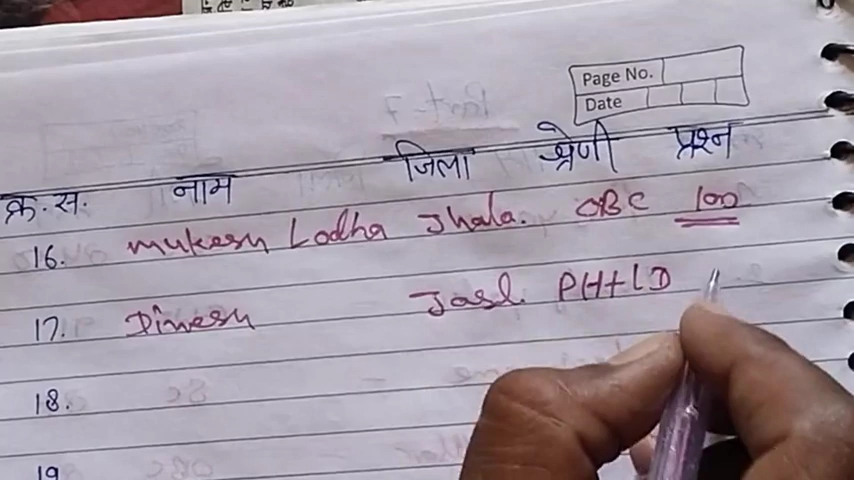 Page No.
Date
क्र. स. नाम जिला श्रेणी प्रश्न
16. Mukesh Lodha Jhala. OBC 100
17. Dinesh Jasl. PH+LD
18.
19